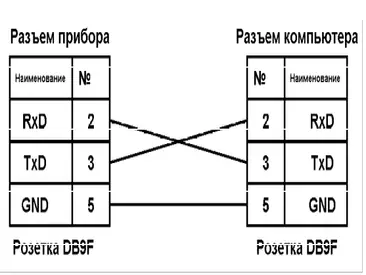 Разъем прибора Разъем компьютера
Наименование № № Наименование
RxD 2 2 RxD
TxD 3 3 TxD
GND 5 5 GND
Розетка DB9F Розетка DB9F